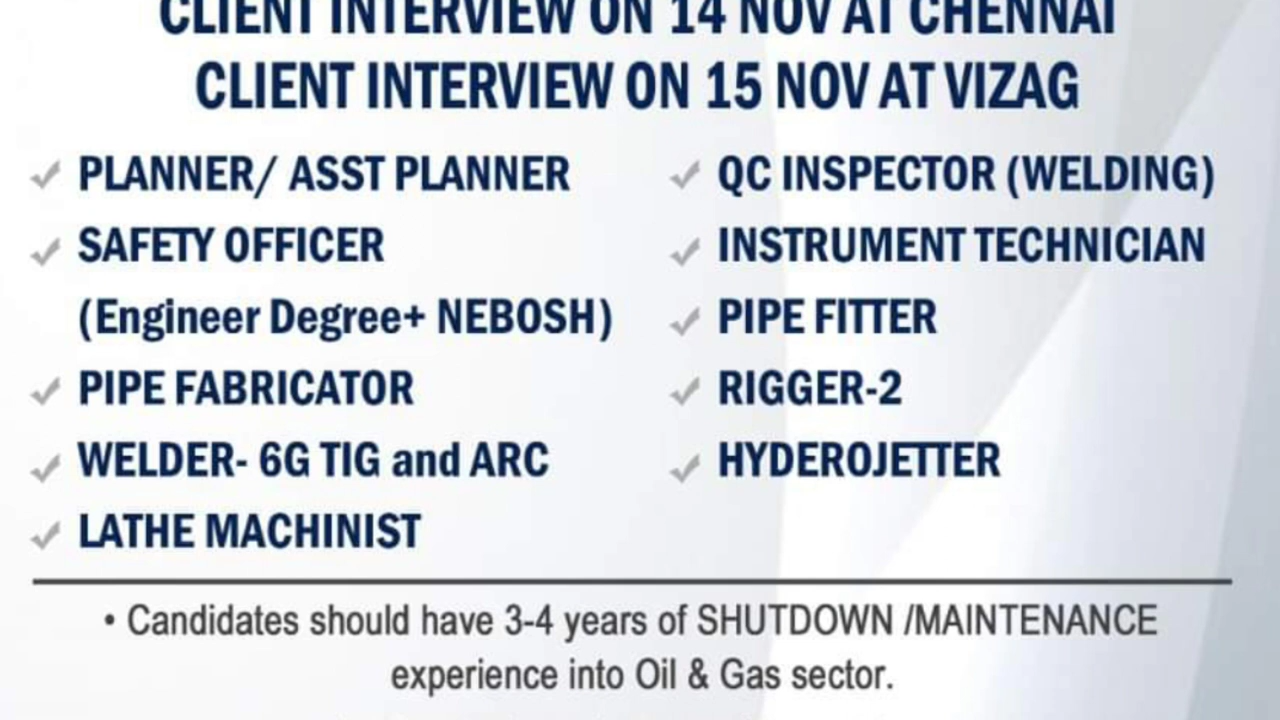 CLIENT INTERVIEW ON 14 NOV AT CHENNAI
CLIENT INTERVIEW ON 15 NOV AT VIZAG
PLANNER/ ASST PLANNER
SAFETY OFFICER
(Engineer Degree+ NEBOSH)
PIPE FABRICATOR
WELDER- 6G TIG and ARC
LATHE MACHINIST
QC INSPECTOR (WELDING)
INSTRUMENT TECHNICIAN
PIPE FITTER
RIGGER-2
HYDEROJETTER
• Candidates should have 3-4 years of SHUTDOWN /MAINTENANCE
experience into Oil & Gas sector.